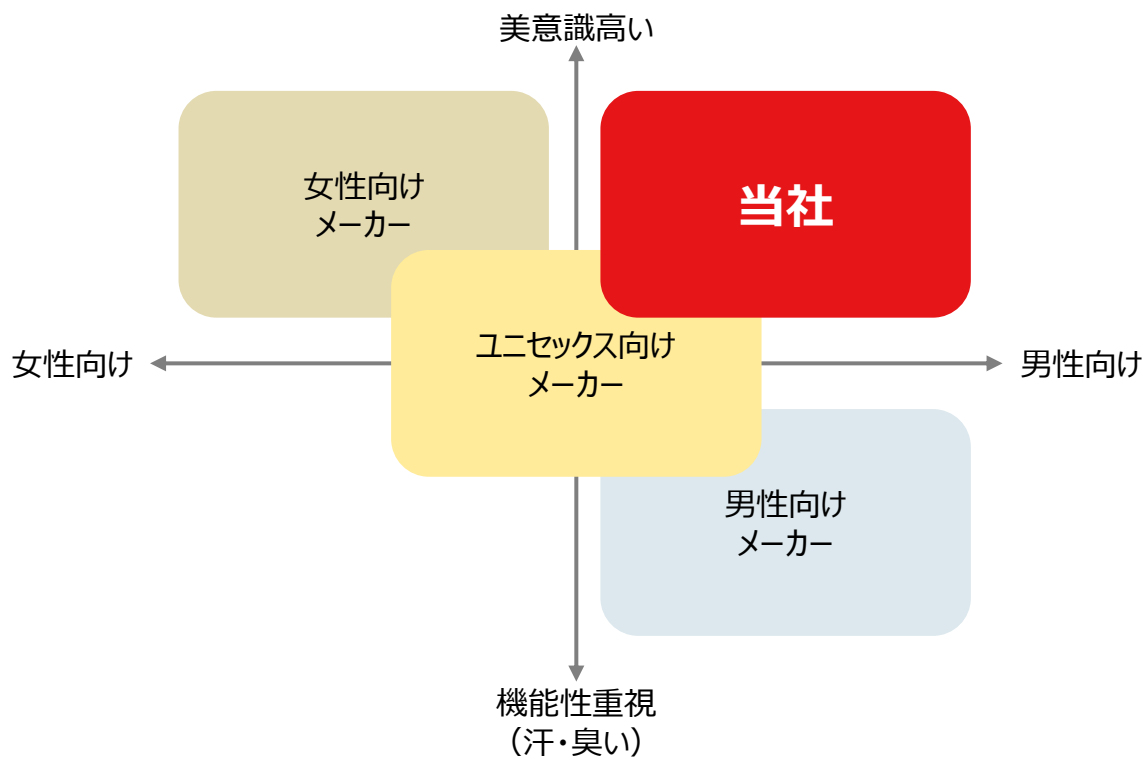 美意識高い
女性向け
メーカー
当社
ユニセックス向け
メーカー
女性向け
男性向け
男性向け
メーカー
機能性重視
（汗・臭い）